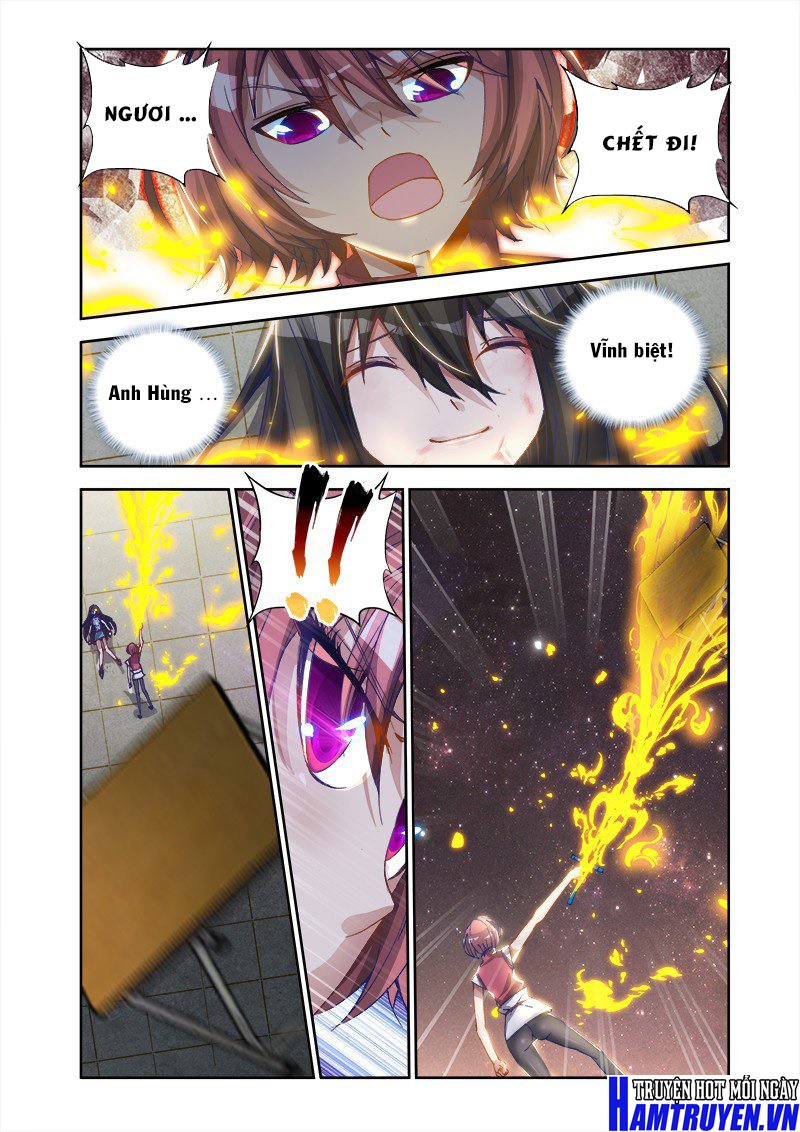 NGƯƠI ...
CHẾT ĐI!
Anh Hùng ...
Vĩnh biệt!
!!
TRUYỆN HOT MỖI NGÀY
HAMTRUYEN.VN